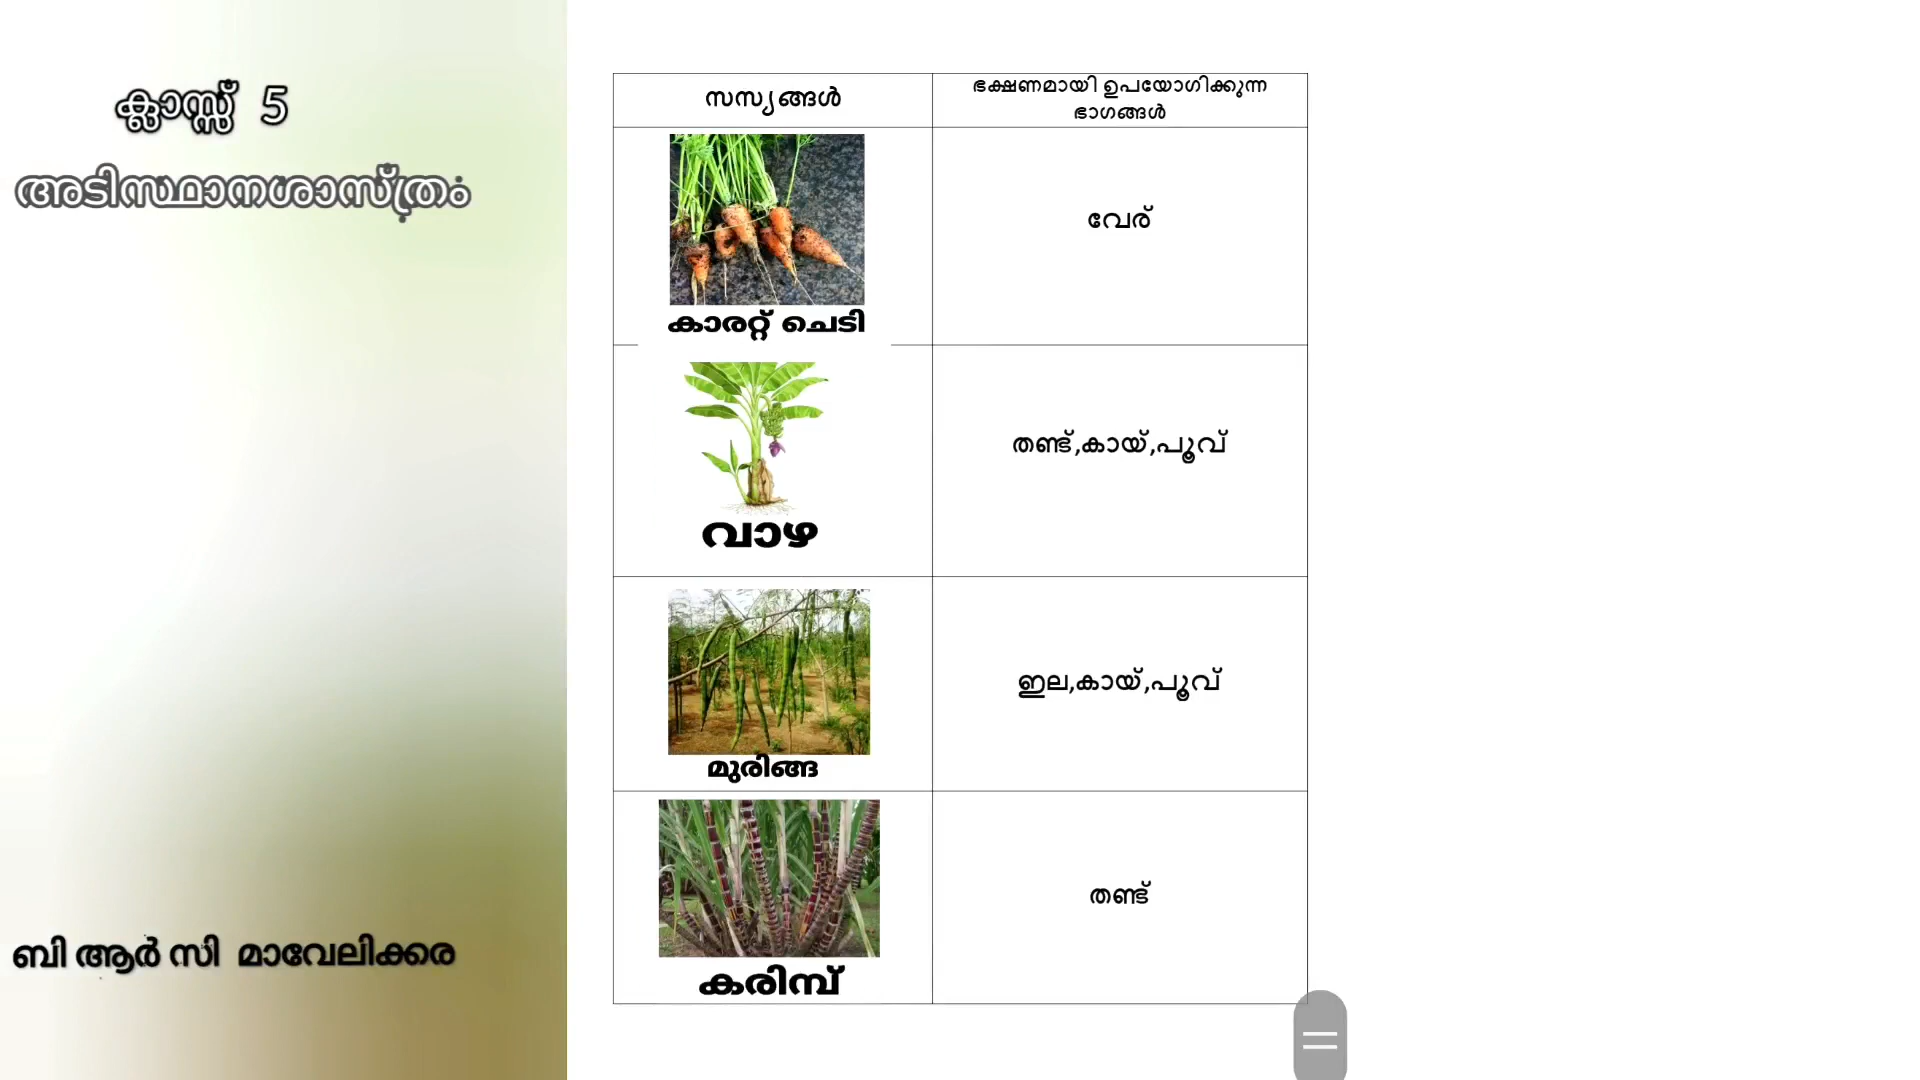 ക്ലാസ്സ് 5
അടിസ്ഥാനശാസ്ത്രം
ബി ആർ സി മാവേലിക്കര
സസ്യങ്ങൾ
ഭക്ഷണമായി ഉപയോഗിക്കുന്ന
ഭാഗങ്ങൾ
കാരറ്റ് ചെടി
വേര്
വാഴ
തണ്ട്,കായ്,പൂവ്
മുരിങ്ങ
ഇല,കായ്,പൂവ്
കരിമ്പ്
തണ്ട്